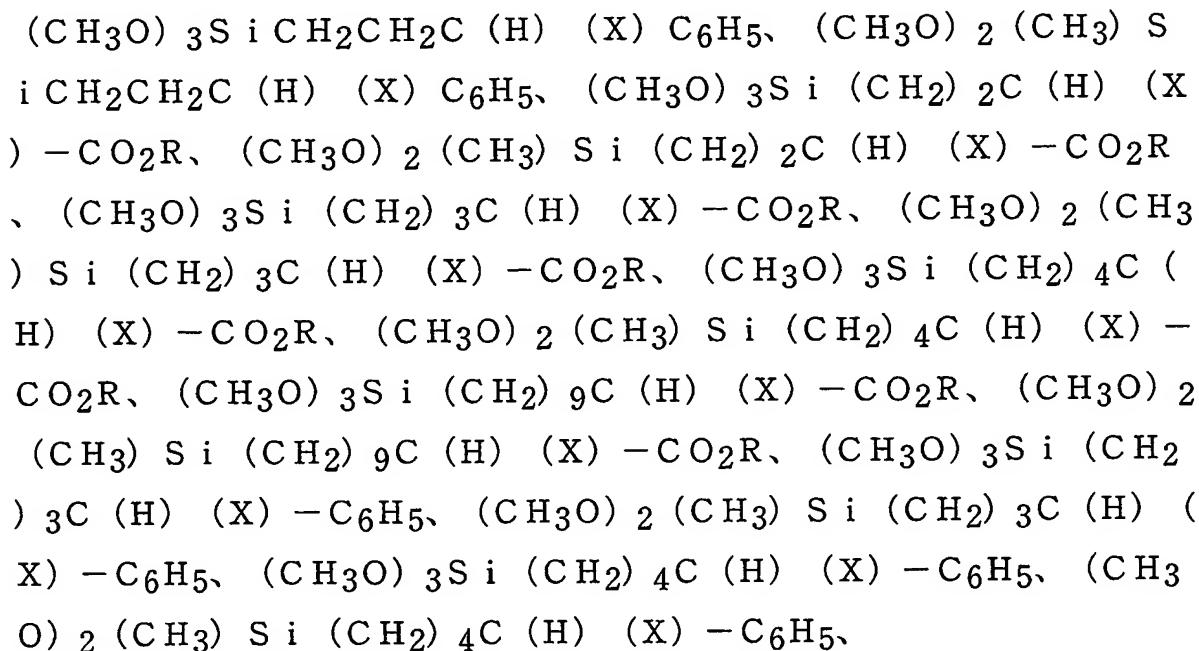 (CH3O)3SiCH2CH2C(H)(X)C6H5、(CH3O)2(CH3)S
iCH2CH2C(H)(X)C6H5、(CH3O)3Si(CH2)2C(H)(X
)-CO2R、(CH3O)2(CH3)Si(CH2)2C(H)(X)-CO2R
、(CH3O)3Si(CH2)3C(H)(X)-CO2R、(CH3O)2(CH3
)Si(CH2)3C(H)(X)-CO2R、(CH3O)3Si(CH2)4C(
H)(X)-CO2R、(CH3O)2(CH3)Si(CH2)4C(H)(X)-
CO2R、(CH3O)3Si(CH2)9C(H)(X)-CO2R、(CH3O)2
(CH3)Si(CH2)9C(H)(X)-CO2R、(CH3O)3Si(CH2
)3C(H)(X)-C6H5、(CH3O)2(CH3)Si(CH2)3C(H)(
X)-C6H5、(CH3O)3Si(CH2)4C(H)(X)-C6H5、(CH3
O)2(CH3)Si(CH2)4C(H)(X)-C6H5、